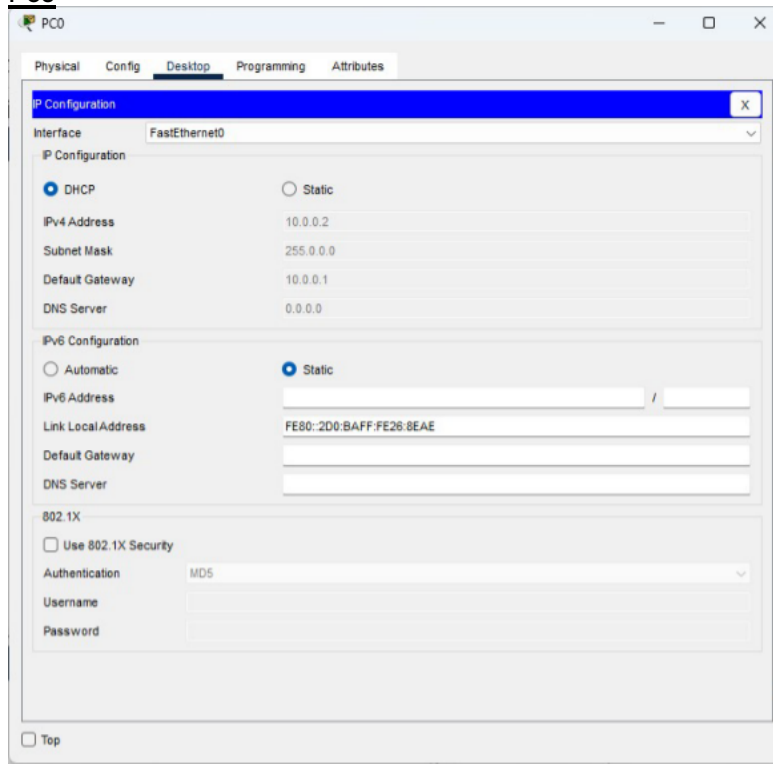 PC0
Physical Config Desktop Programming Attributes
IP Configuration X
Interface FastEthernet0
IP Configuration
DHCP Static
IPv4 Address 10.0.0.2
Subnet Mask 255.0.0.0
Default Gateway 10.0.0.1
DNS Server 0.0.0.0
IPv6 Configuration
Automatic Static
IPv6 Address /
Link Local Address FE80::2D0:BAFF:FE26:8EAE
Default Gateway
DNS Server
802.1X
Use 802.1X Security
Authentication MD5
Username
Password
Top